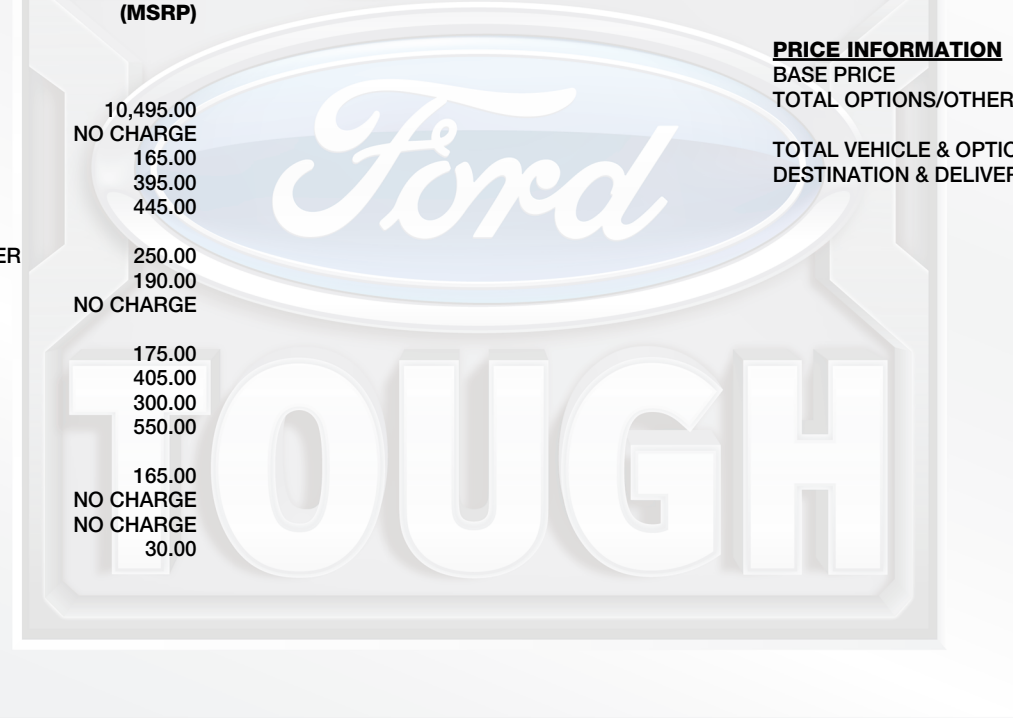 (MSRP)
10,495.00
NO CHARGE
165.00
395.00
445.00
ER 250.00
190.00
NO CHARGE
175.00
405.00
300.00
550.00
165.00
NO CHARGE
NO CHARGE
30.00
PRICE INFORMATION
BASE PRICE
TOTAL OPTIONS/OTHER
TOTAL VEHICLE & OPTIO
DESTINATION & DELIVER
Ford
TOUGH